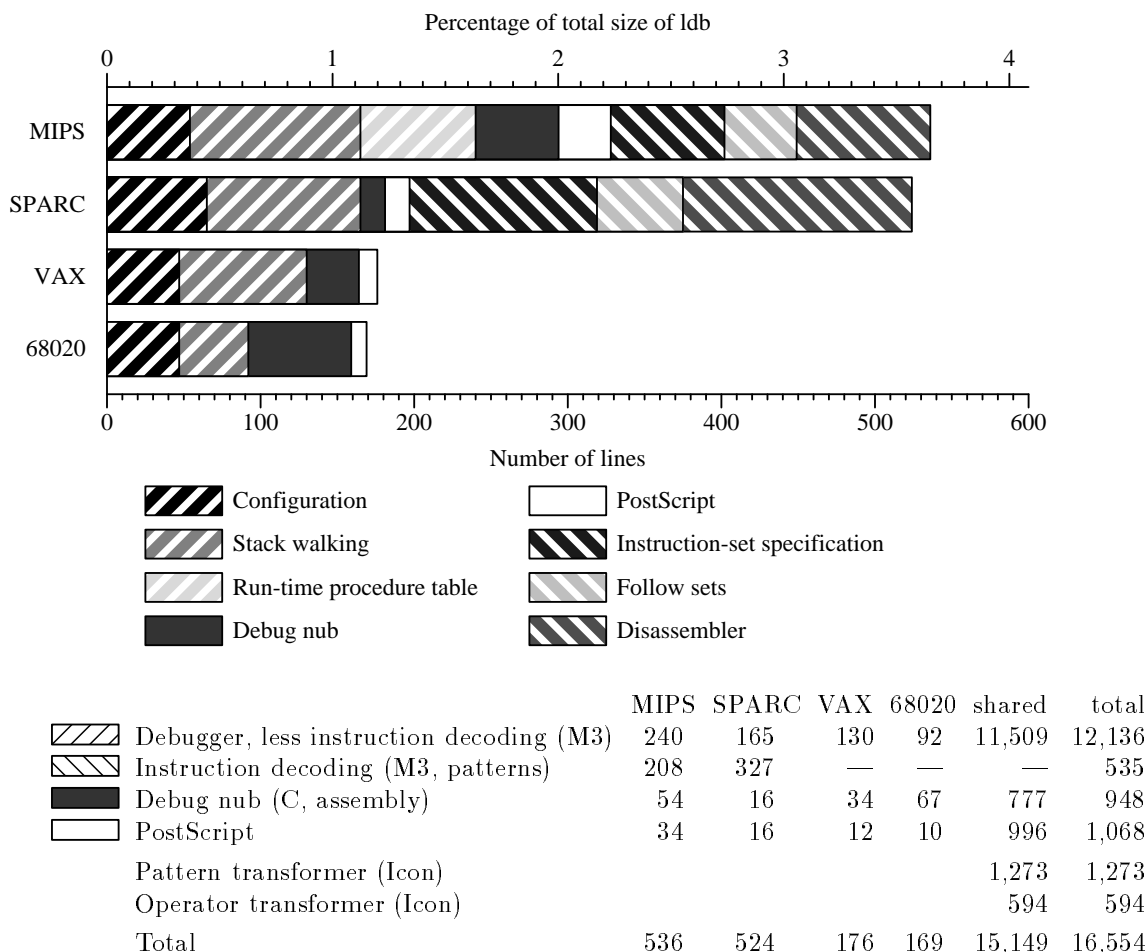 Percentage of total size of ldb
0 1 2 3 4
MIPS
SPARC
VAX
68020
0 100 200 300 400 500 600
Number of lines
Configuration
Stack walking
Run-time procedure table
Debug nub
PostScript
Instruction-set specification
Follow sets
Disassembler
MIPS SPARC VAX 68020 shared total
Debugger, less instruction decoding (M3) 240 165 130 92 11,509 12,136
Instruction decoding (M3, patterns) 208 327 — — — 535
Debug nub (C, assembly) 54 16 34 67 777 948
PostScript 34 16 12 10 996 1,068
Pattern transformer (Icon) 1,273 1,273
Operator transformer (Icon) 594 594
Total 536 524 176 169 15,149 16,554